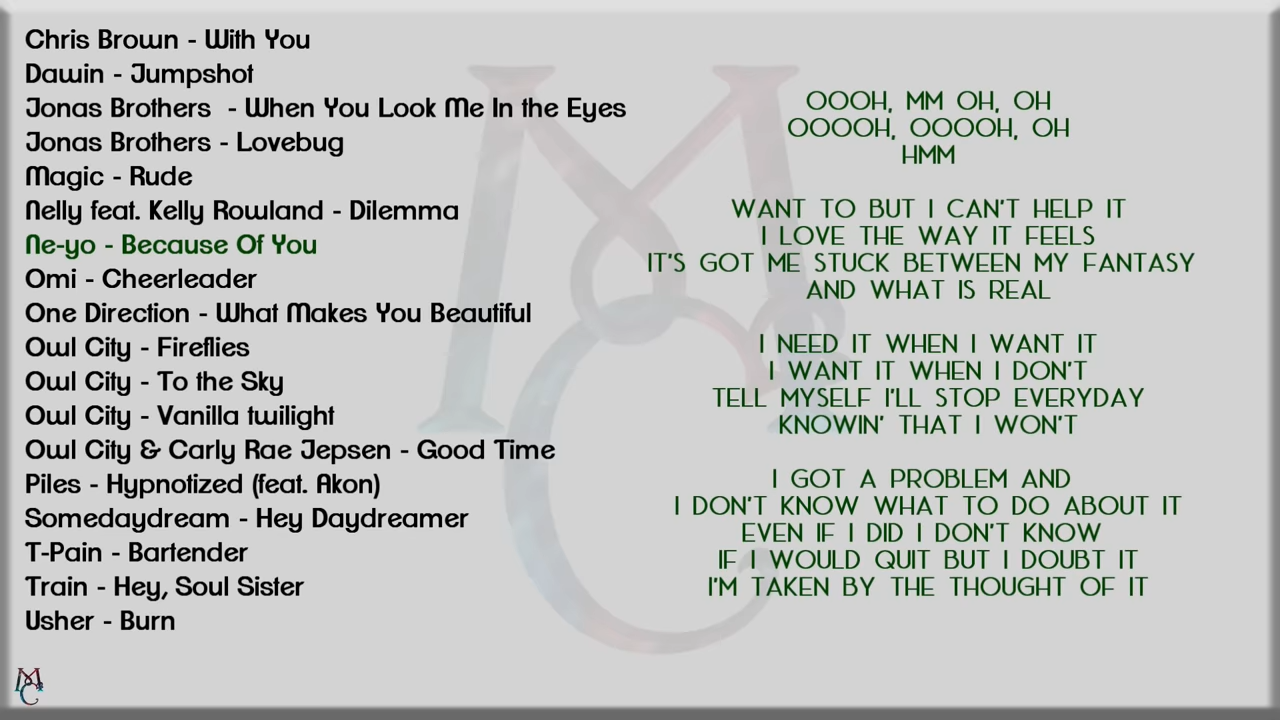 Chris Brown - With You
Dawin - Jumpshot
Jonas Brothers  - When You Look Me In the Eyes
Jonas Brothers - Lovebug
Magic - Rude
Nelly feat. Kelly Rowland - Dilemma
Ne-yo - Because Of You
Omi - Cheerleader
One Direction - What Makes You Beautiful
Owl City - Fireflies
Owl City - To the Sky
Owl City - Vanilla twilight
Owl City & Carly Rae Jepsen - Good Time
Piles - Hypnotized (feat. Akon)
Somedaydream - Hey Daydreamer
T-Pain - Bartender
Train - Hey, Soul Sister
Usher - Burn
OOOH, MM OH, OH
OOOOH, OOOOH, OH
HMM
WANT TO BUT I CAN'T HELP IT
I LOVE THE WAY IT FEELS
IT'S GOT ME STUCK BETWEEN MY FANTASY
AND WHAT IS REAL
I NEED IT WHEN I WANT IT
I WANT IT WHEN I DON'T
TELL MYSELF I'LL STOP EVERYDAY
KNOWIN' THAT I WON'T
I GOT A PROBLEM AND
I DON'T KNOW WHAT TO DO ABOUT IT
EVEN IF I DID I DON'T KNOW
IF I WOULD QUIT BUT I DOUBT IT
I'M TAKEN BY THE THOUGHT OF IT
MC